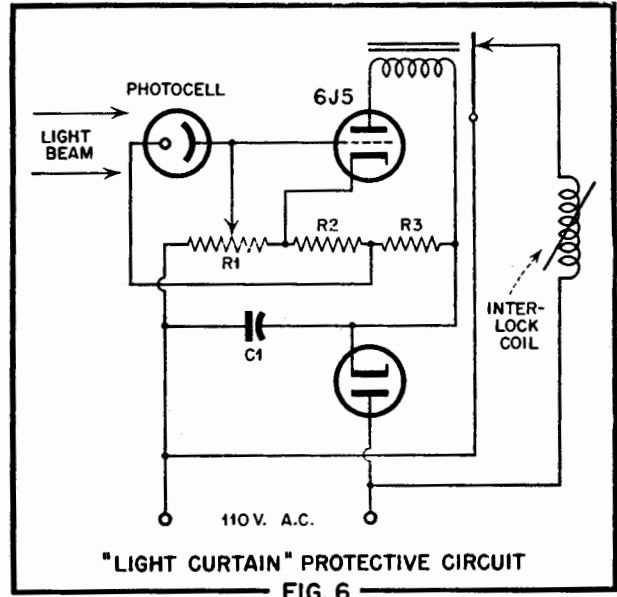 PHOTOCELL
6J5
LIGHT
BEAM
R1
R2
R3
INTER-
LOCK
COIL
C1
110 V. A.C.
"LIGHT CURTAIN" PROTECTIVE CIRCUIT
FIG. 6